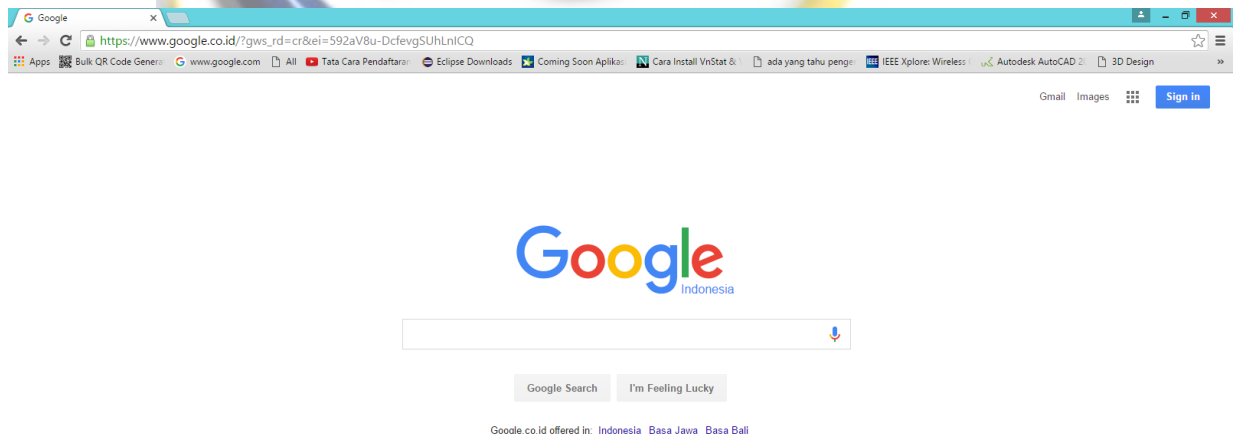 Google
https://www.google.co.id/?gws_rd=cr&ei=592aV8u-DcfevgSUhLnICQ
Apps Bulk QR Code Genera www.google.com All Tata Cara Pendaftaran Eclipse Downloads Coming Soon Aplikas Cara Install VnStat & ada yang tahu penge IEEE IEEE Xplore: Wireless Autodesk AutoCAD 2 3D Design »
Gmail Images Sign in
Google
Indonesia
Google Search I'm Feeling Lucky
Google.co.id offered in: Indonesia Basa Jawa Basa Bali